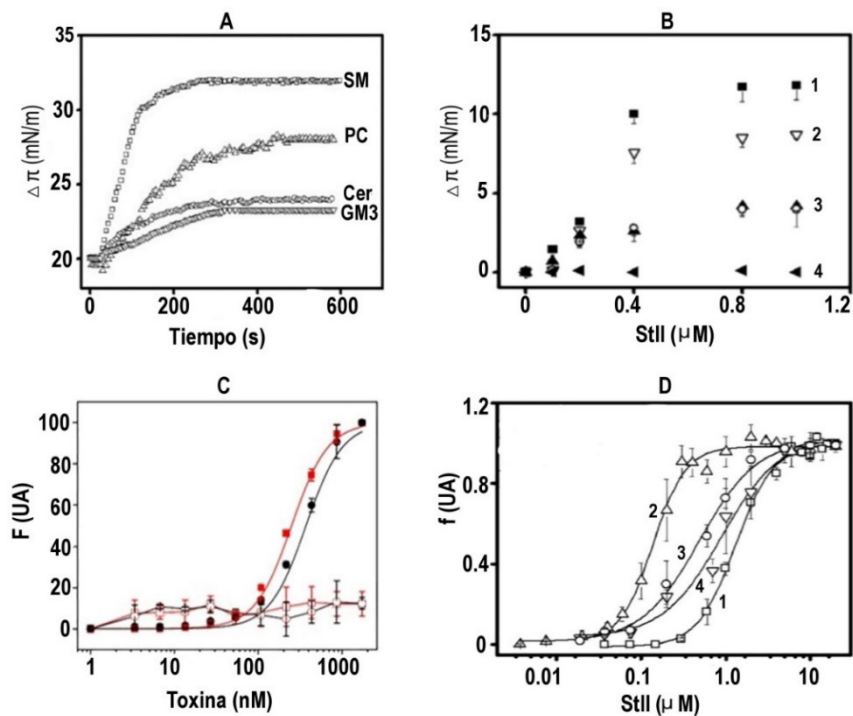 A
35
30
25
20
Δ π (mN/m)
SM
PC
Cer
GM3
0 200 400 600
Tiempo (s)
B
15
10
5
0
Δ π (mN/m)
1
2
3
4
0 0.4 0.8 1.2
StII (μM)
C
100
80
60
40
20
0
F (UA)
1 10 100 1000
Toxina (nM)
D
1.2
0.8
0.4
0
f (UA)
2
3
4
1
0.01 0.1 1.0 10
StII (μM)